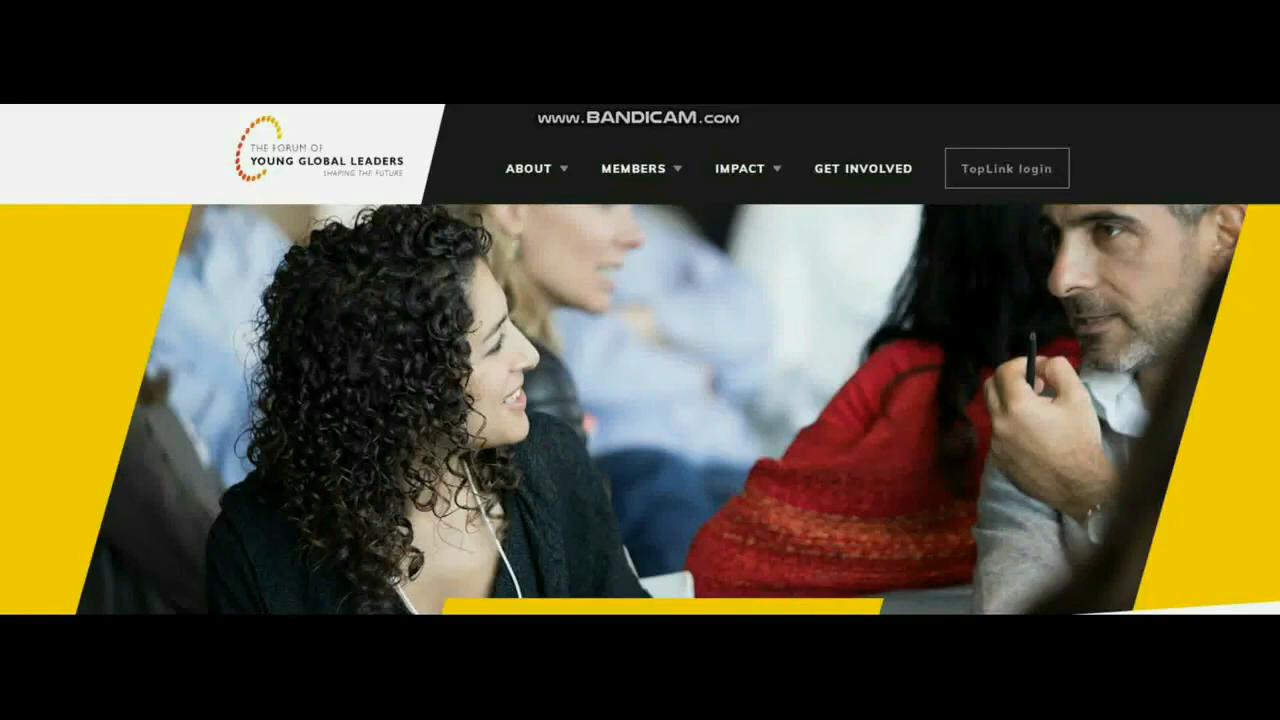 www.BANDICAM.com
THE FORUM OF
YOUNG GLOBAL LEADERS
SHAPING THE FUTURE
ABOUT MEMBERS IMPACT GET INVOLVED TopLink login